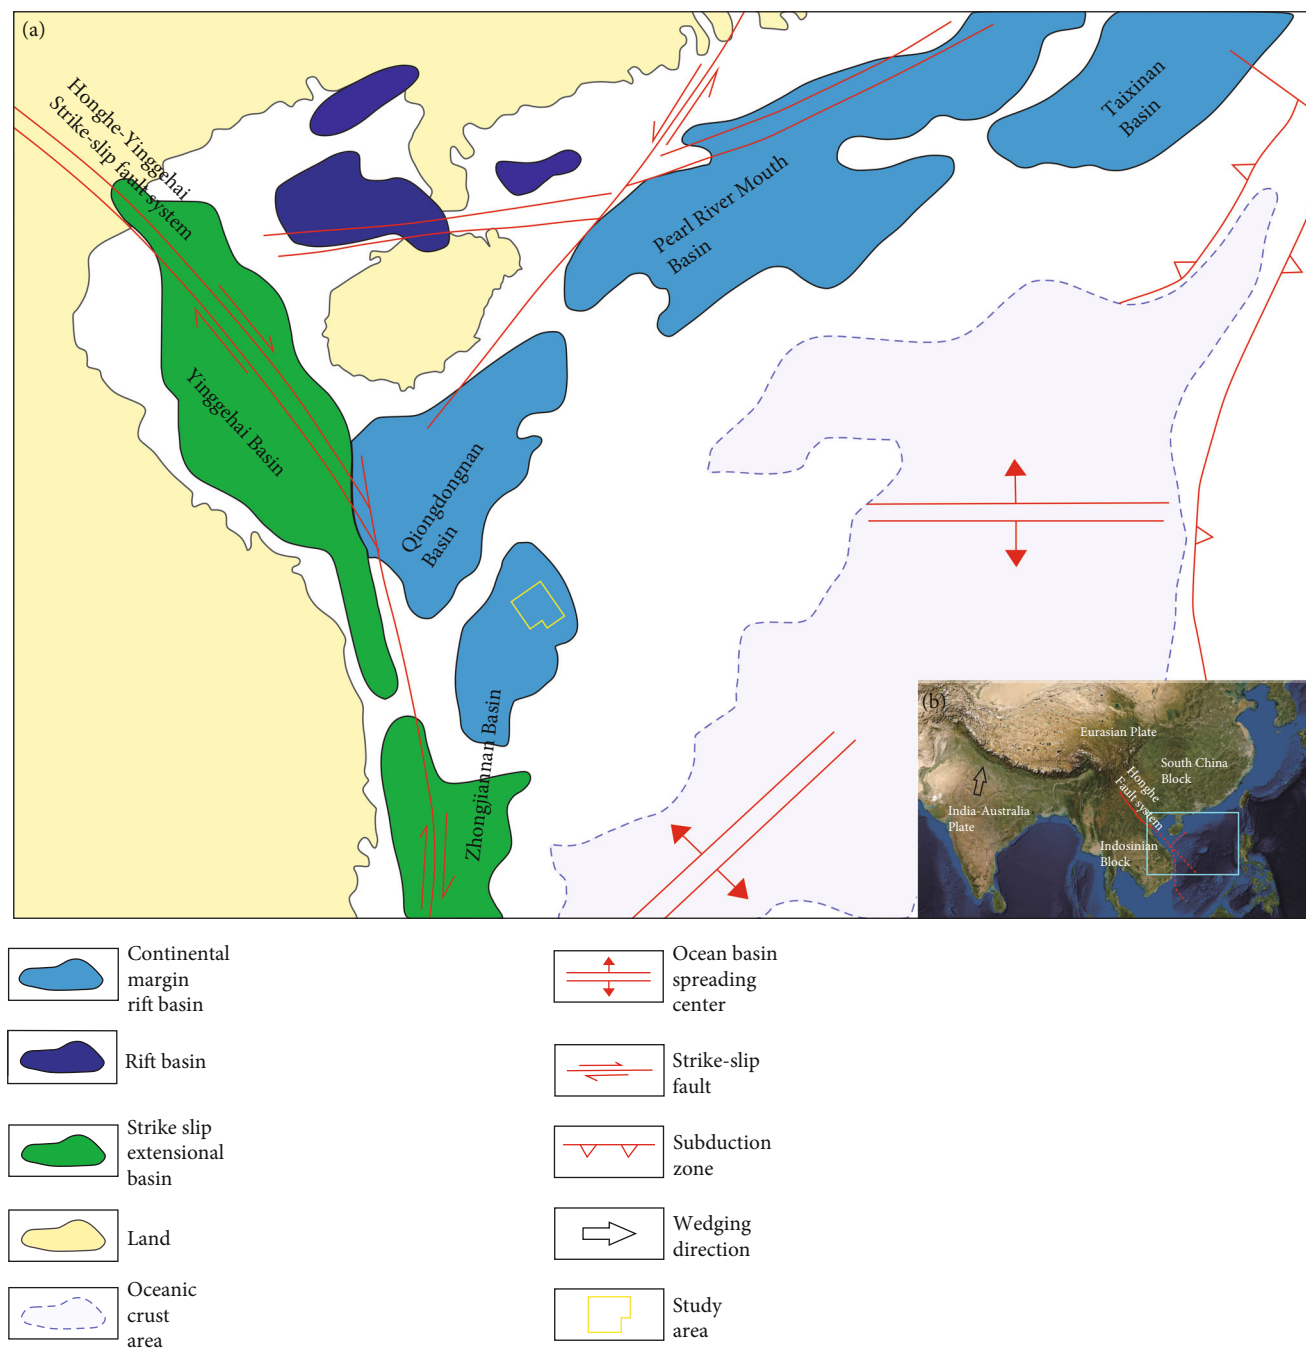 (a)
Honghe-Yinggehai
Strike-slip fault system
Taixinan
Basin
Pearl River Mouth
Basin
Yinggehai Basin
Qiongdongnan
Basin
Zhongjiannan Basin
(b)
Eurasian Plate
South China
Block
Honghe
Fault system
India-Australia
Plate
Indosinian
Block
Continental
margin
rift basin
Rift basin
Strike slip
extensional
basin
Land
Oceanic
crust
area
Ocean basin
spreading
center
Strike-slip
fault
Subduction
zone
Wedging
direction
Study
area